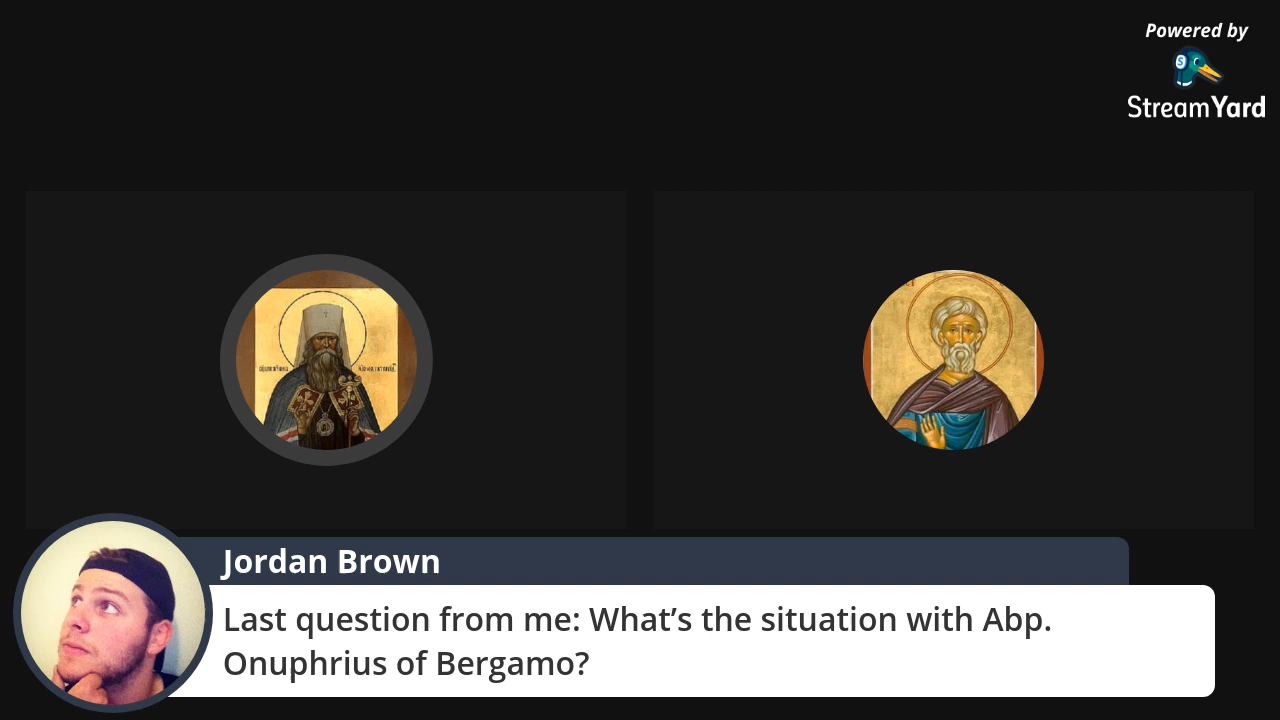 Powered by
StreamYard
Jordan Brown
Last question from me: What’s the situation with Abp.
Onuphrius of Bergamo?